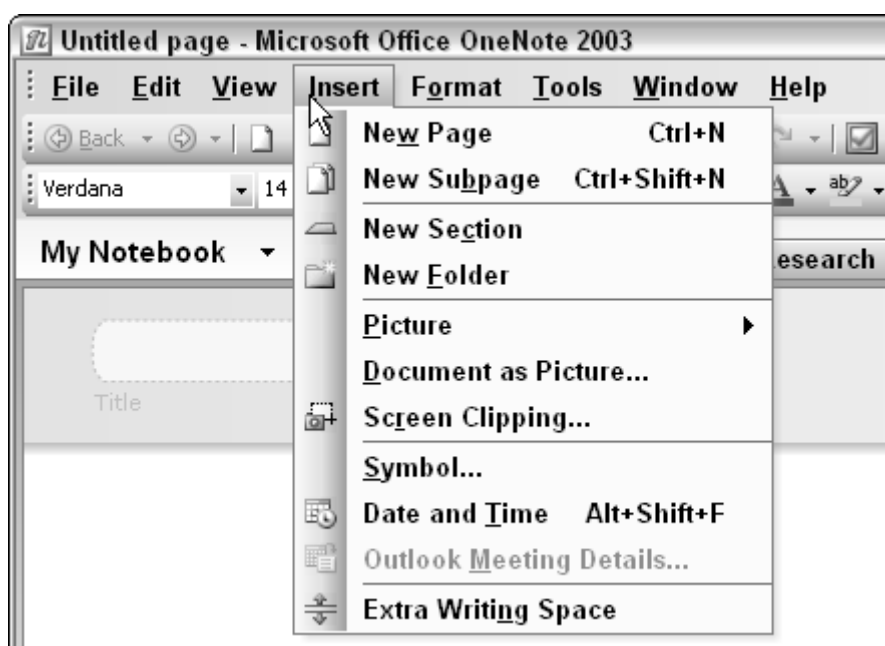 Untitled page - Microsoft Office OneNote 2003
File Edit View Insert Format Tools Window Help
Back
Verdana 14
My Notebook
esearch
Title
New Page Ctrl+N
New Subpage Ctrl+Shift+N
New Section
New Folder
Picture
Document as Picture...
Screen Clipping...
Symbol...
Date and Time Alt+Shift+F
Outlook Meeting Details...
Extra Writing Space